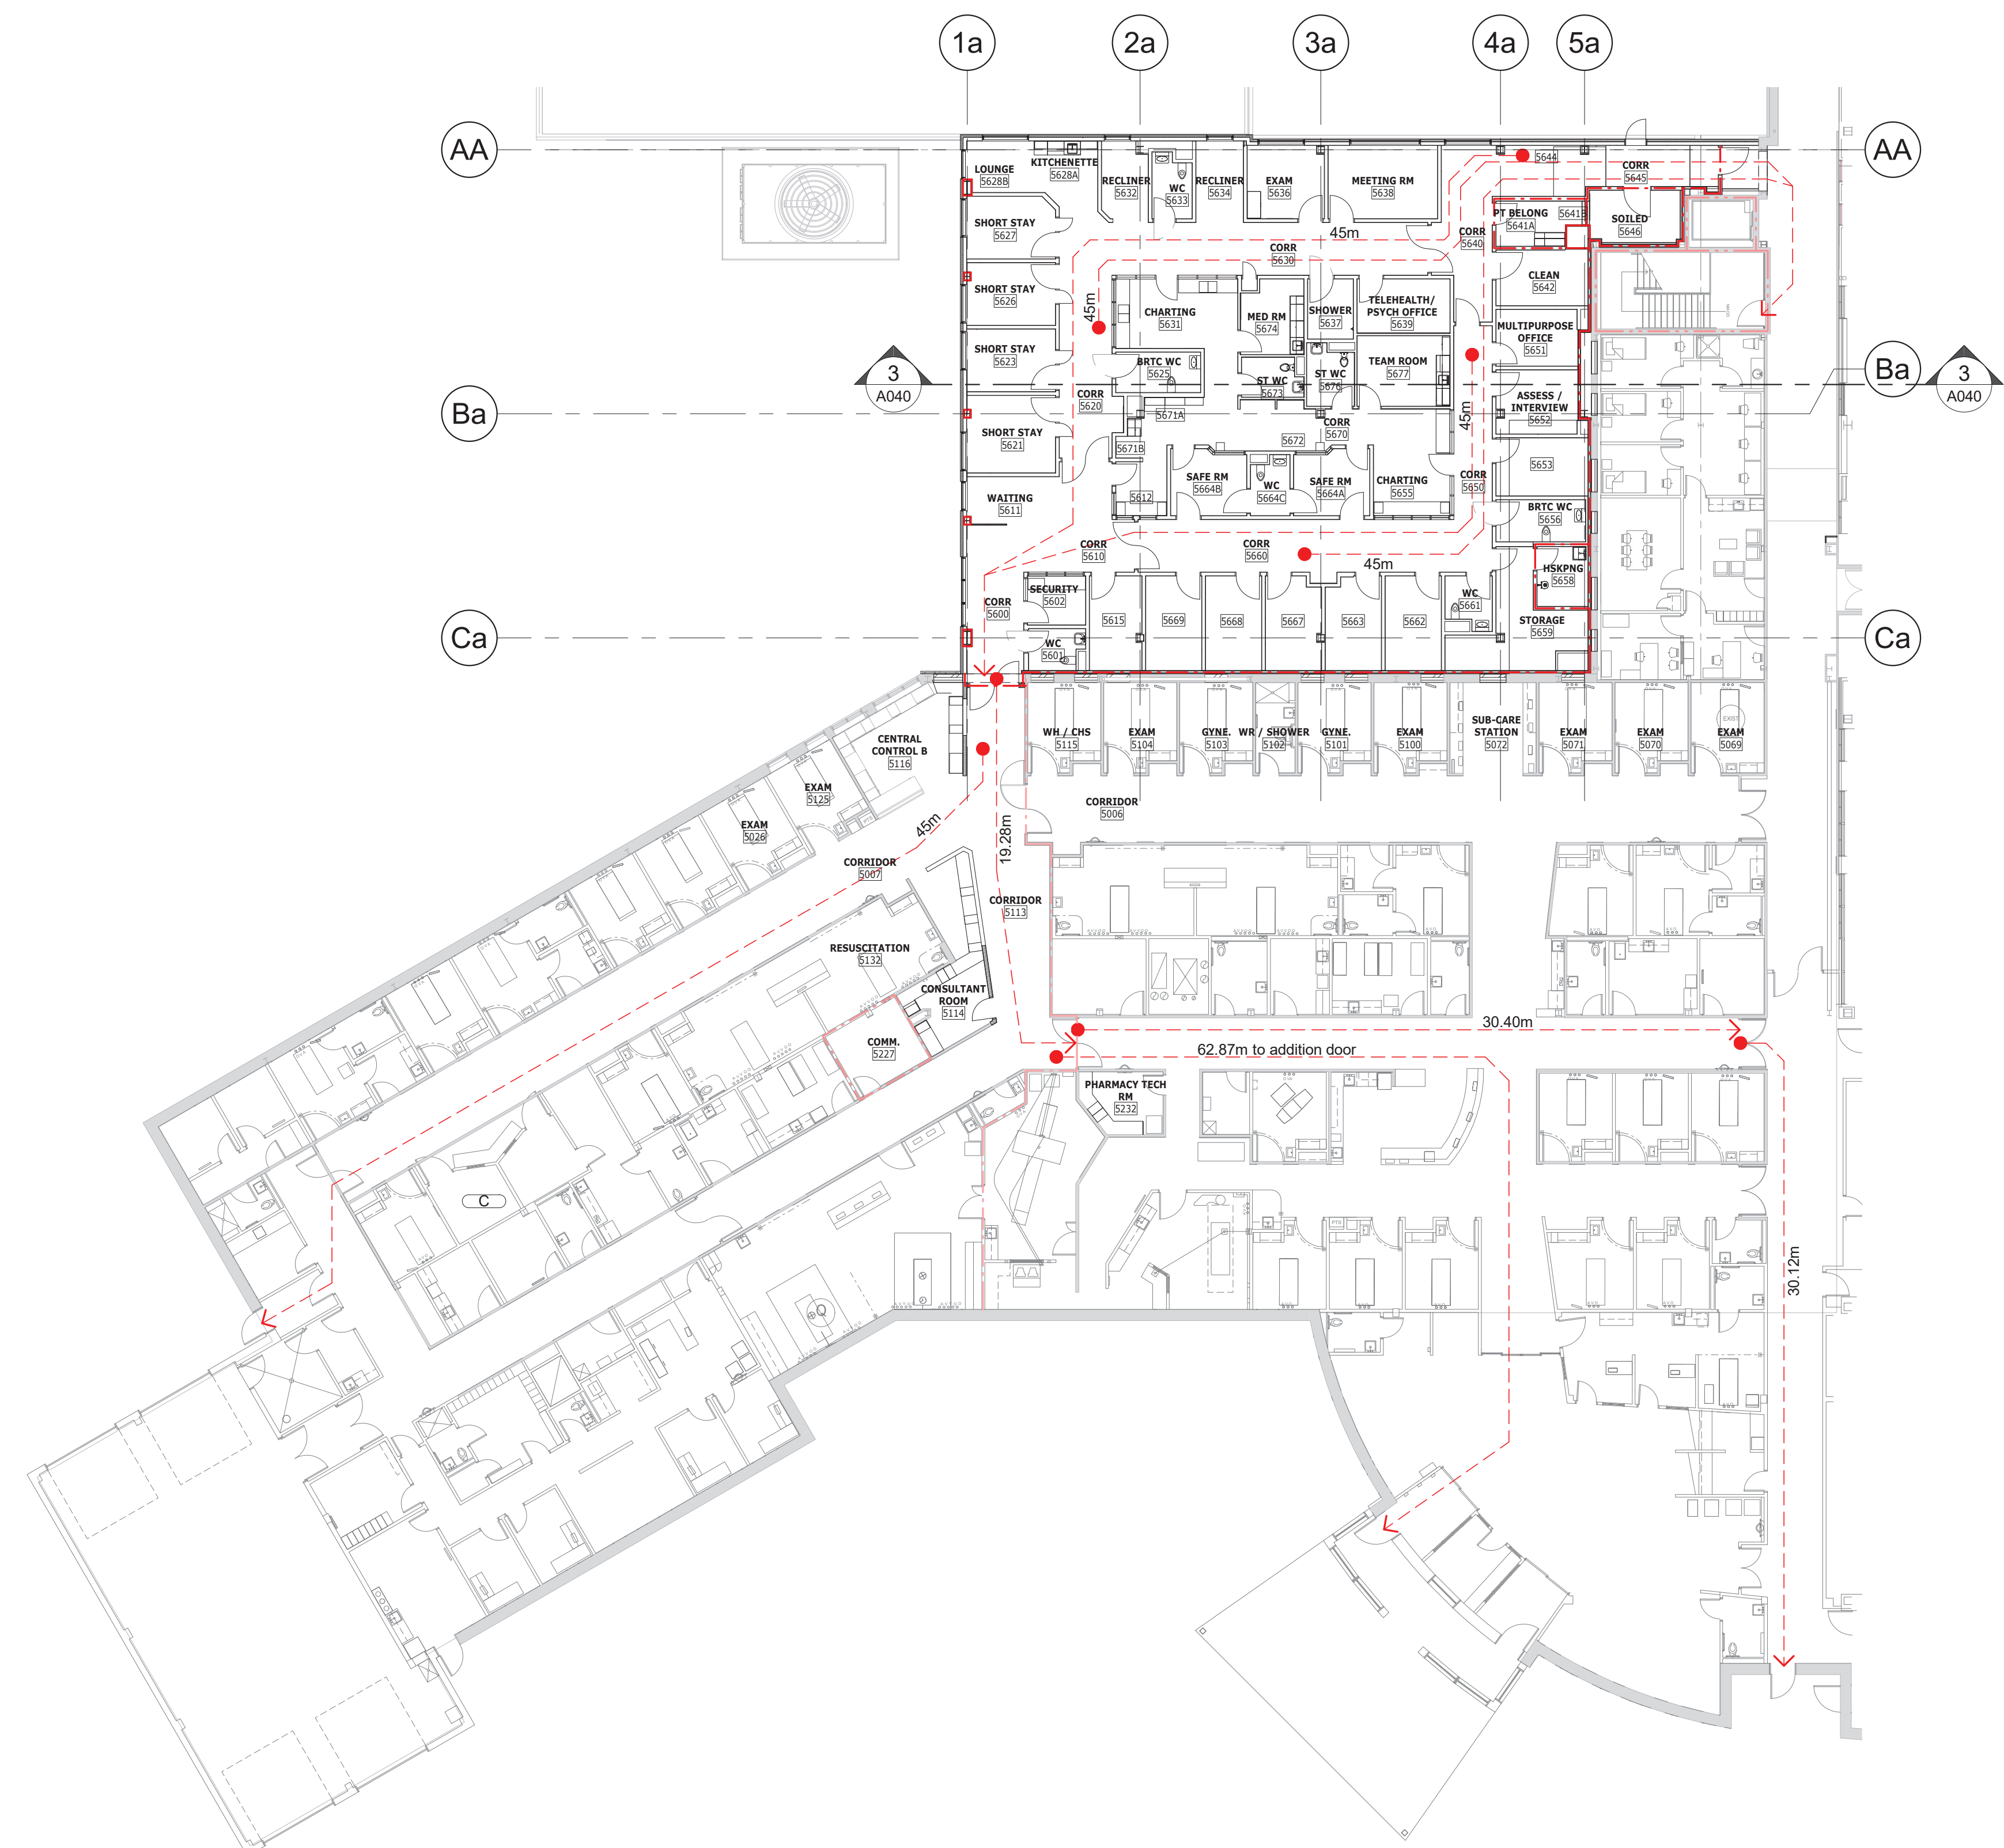 1a
2a
3a
4a
5a
AA
AA
LOUNGE
5628B
KITCHENETTE
5628A
RECLINER
5632
WC
5633
RECLINER
5634
EXAM
5636
MEETING RM
5638
5644
CORR
5645
SHORT STAY
5627
45m
CORR
5640
PT BELONG
5641A
5641B
SOILED
5646
CORR
5630
SHORT STAY
5626
CLEAN
5642
45m
CHARTING
5631
MED RM
5674
SHOWER
5637
TELEHEALTH/
PSYCH OFFICE
5639
MULTIPURPOSE
OFFICE
5651
SHORT STAY
5623
BRTC WC
5625
ST WC
5673
ST WC
5676
TEAM ROOM
5677
3
A040
Ba
3
A040
Ba
CORR
5620
5671A
45m
ASSESS /
INTERVIEW
5652
SHORT STAY
5621
5671B
5672
CORR
5670
5653
WAITING
5611
5612
SAFE RM
5664B
WC
5664C
SAFE RM
5664A
CHARTING
5655
CORR
5650
BRTC WC
5656
CORR
5610
CORR
5660
45m
HSKPNG
5658
CORR
5600
SECURITY
5602
5615
5669
5668
5667
5663
5662
WC
5661
STORAGE
5659
Ca
Ca
WC
5601
CENTRAL
CONTROL B
5116
WH / CHS
5115
EXAM
5104
GYNE.
5103
WR / SHOWER
5102
GYNE.
5101
EXAM
5100
SUB-CARE
STATION
5072
EXAM
5071
EXAM
5070
EXIST
EXAM
5069
EXAM
5125
EXAM
5026
45m
19.28m
CORRIDOR
5006
CORRIDOR
5007
CORRIDOR
5113
RESUSCITATION
5132
CONSULTANT
ROOM
5114
COMM.
5227
30.40m
62.87m to addition door
PHARMACY TECH
RM
5232
C
30.12m